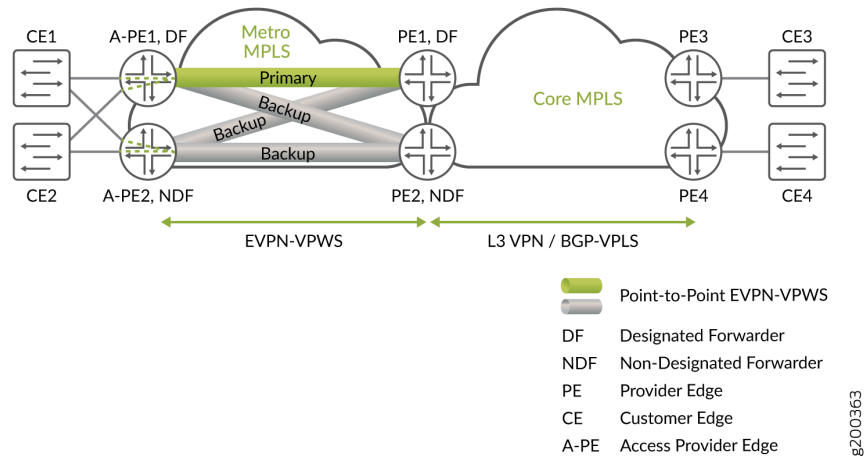 CE1
A-PE1, DF
Metro
MPLS
PE1, DF
PE3
CE3
Primary
Backup
Backup
Backup
Core MPLS
CE2
A-PE2, NDF
PE2, NDF
PE4
CE4
EVPN-VPWS
L3 VPN / BGP-VPLS
Point-to-Point EVPN-VPWS
DF Designated Forwarder
NDF Non-Designated Forwarder
PE Provider Edge
CE Customer Edge
A-PE Access Provider Edge
g200363